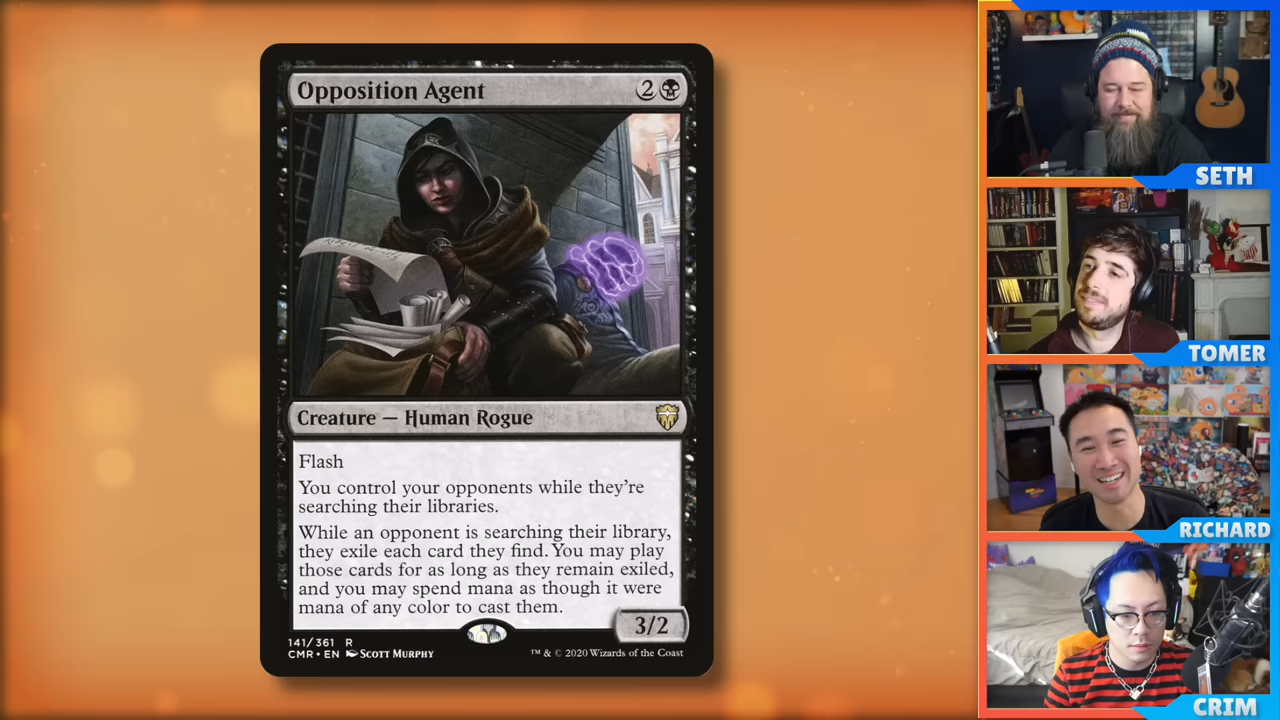 Opposition Agent 2
Creature — Human Rogue
Flash
You control your opponents while they're
searching their libraries.
While an opponent is searching their library,
they exile each card they find. You may play
those cards for as long as they remain exiled,
and you may spend mana as though it were
mana of any color to cast them.
3/2
141/361 R
CMR • EN Scott Murphy
™ & © 2020 Wizards of the Coast
SETH
TOMER
RICHARD
CRIM